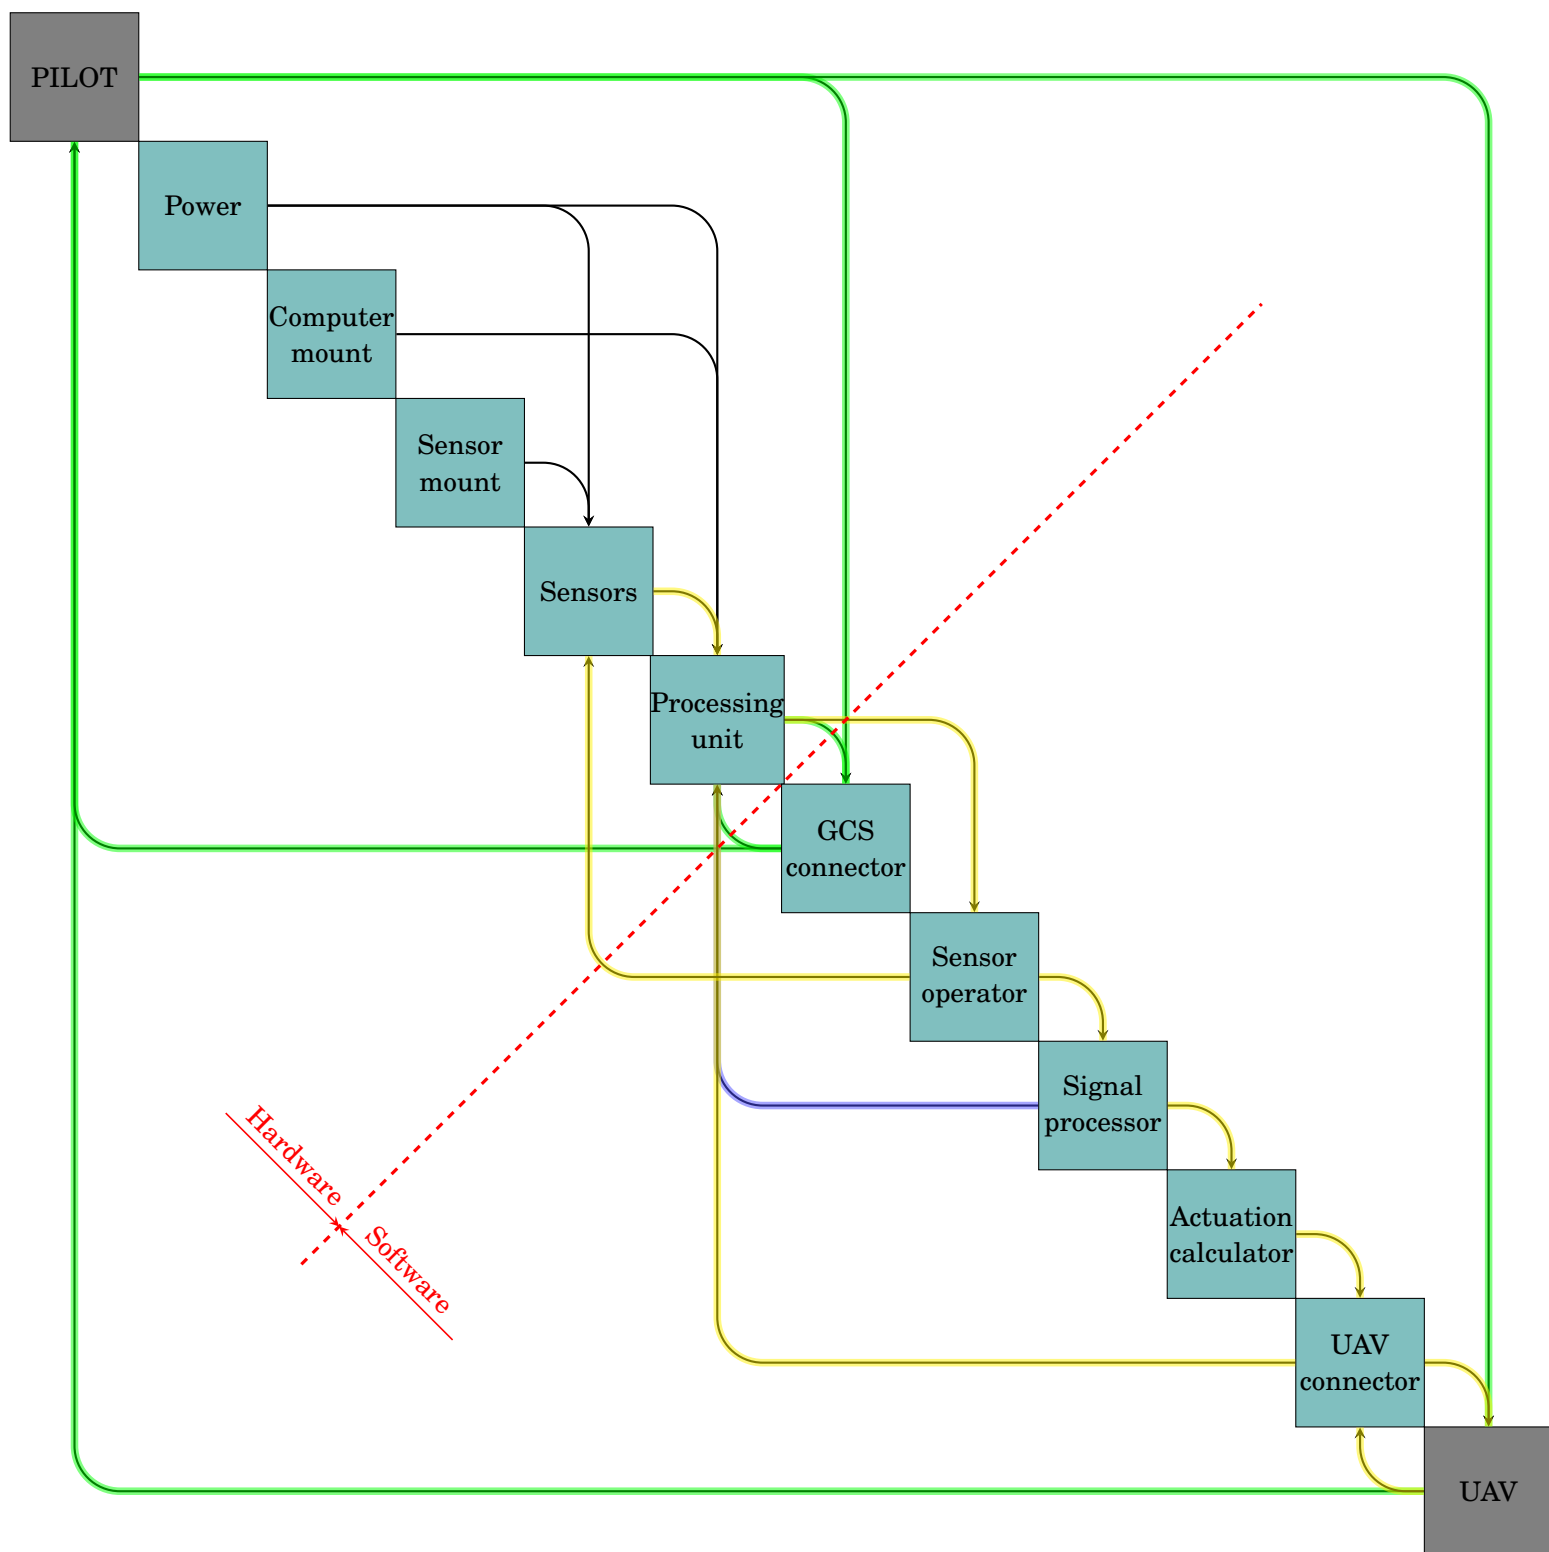 PILOT
Power
Computer
mount
Sensor
mount
Sensors
Processing
unit
GCS
connector
Sensor
operator
Signal
processor
Hardware
Software
Actuation
calculator
UAV
connector
UAV